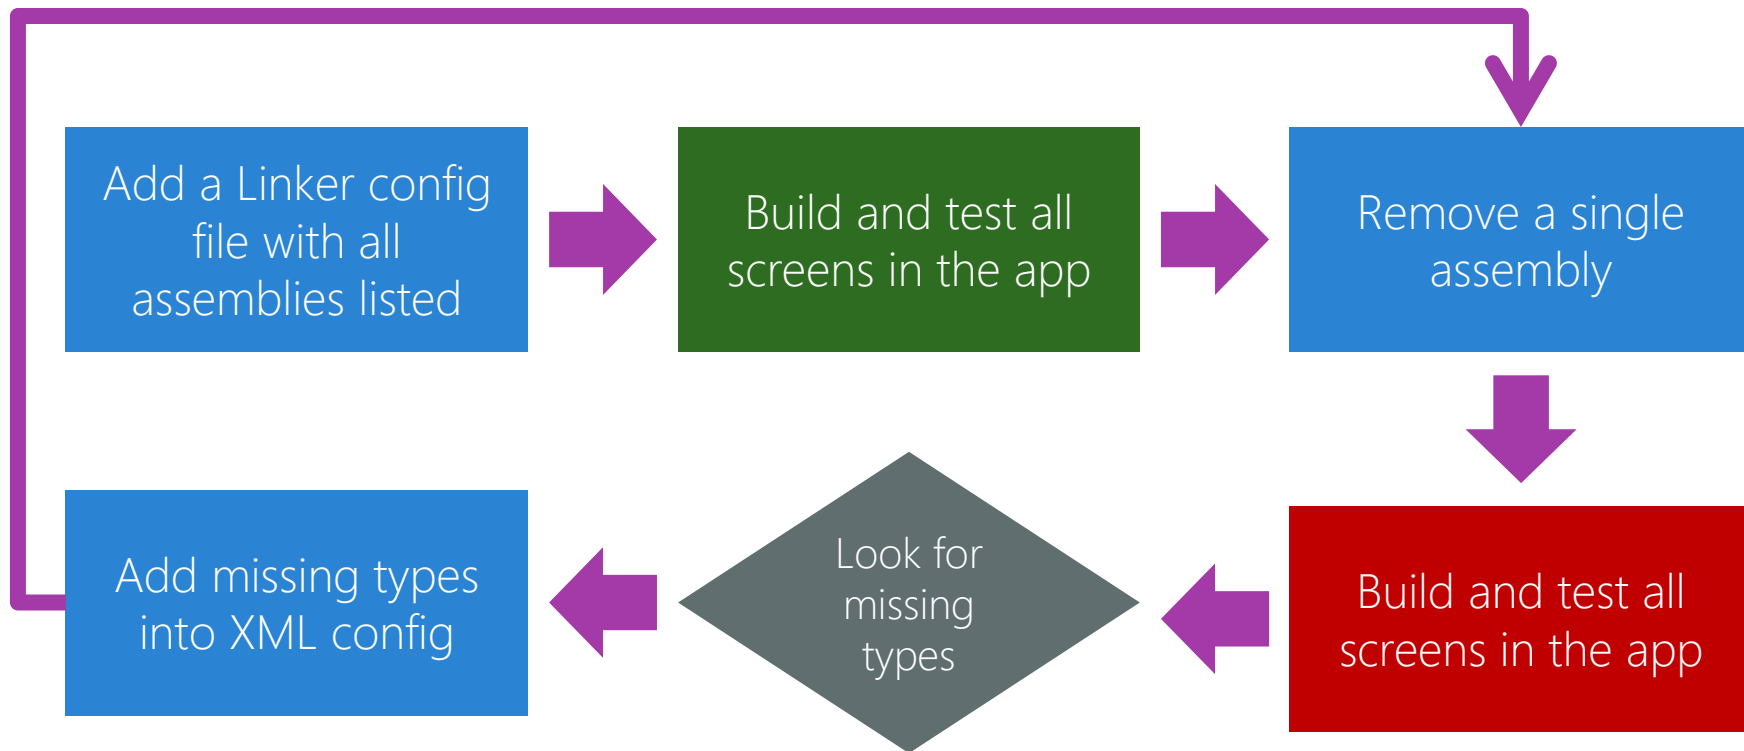 Add a Linker config
file with all
assemblies listed
Build and test all
screens in the app
Remove a single
assembly
Build and test all
screens in the app
Look for
missing
types
Add missing types
into XML config